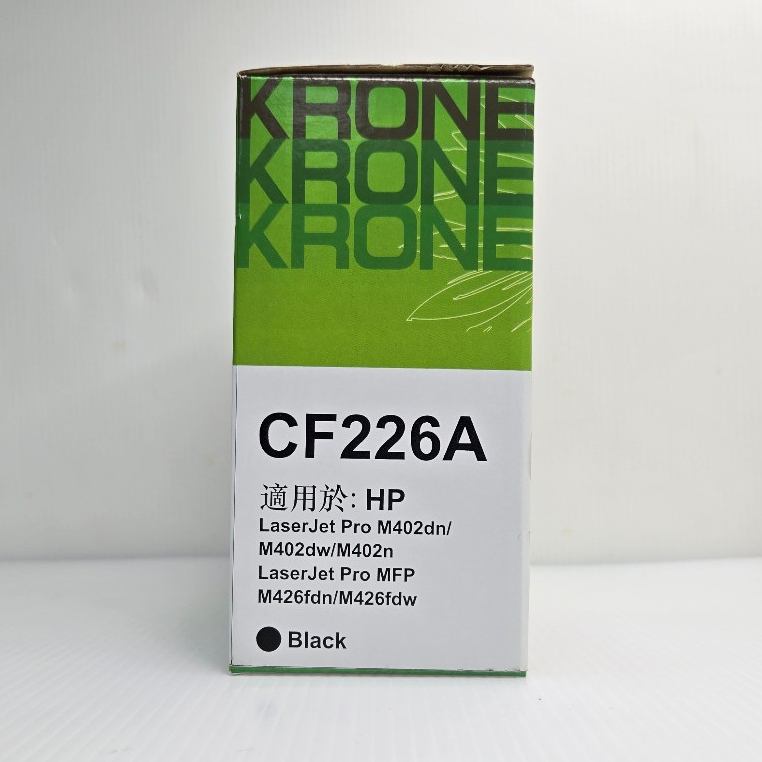 KRONE
KRONE
KRONE
CF226A
適用於: HP
LaserJet Pro M402dn/
M402dw/M402n
LaserJet Pro MFP
M426fdn/M426fdw
Black